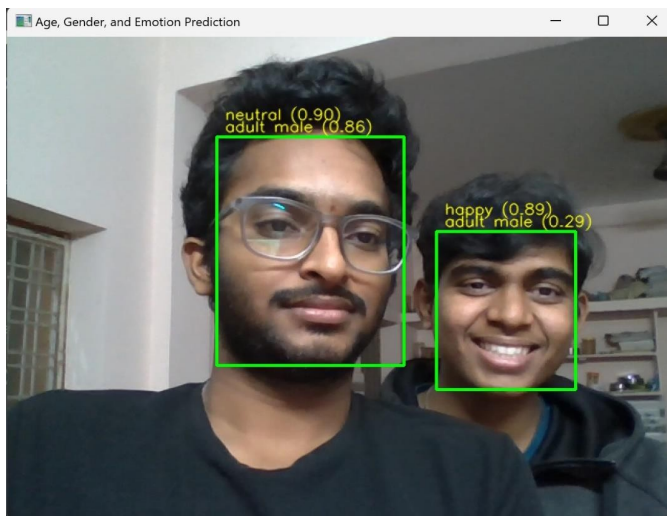 Age, Gender, and Emotion Prediction
neutral (0.90)
adult male (0.86)
happy (0.89)
adult male (0.29)